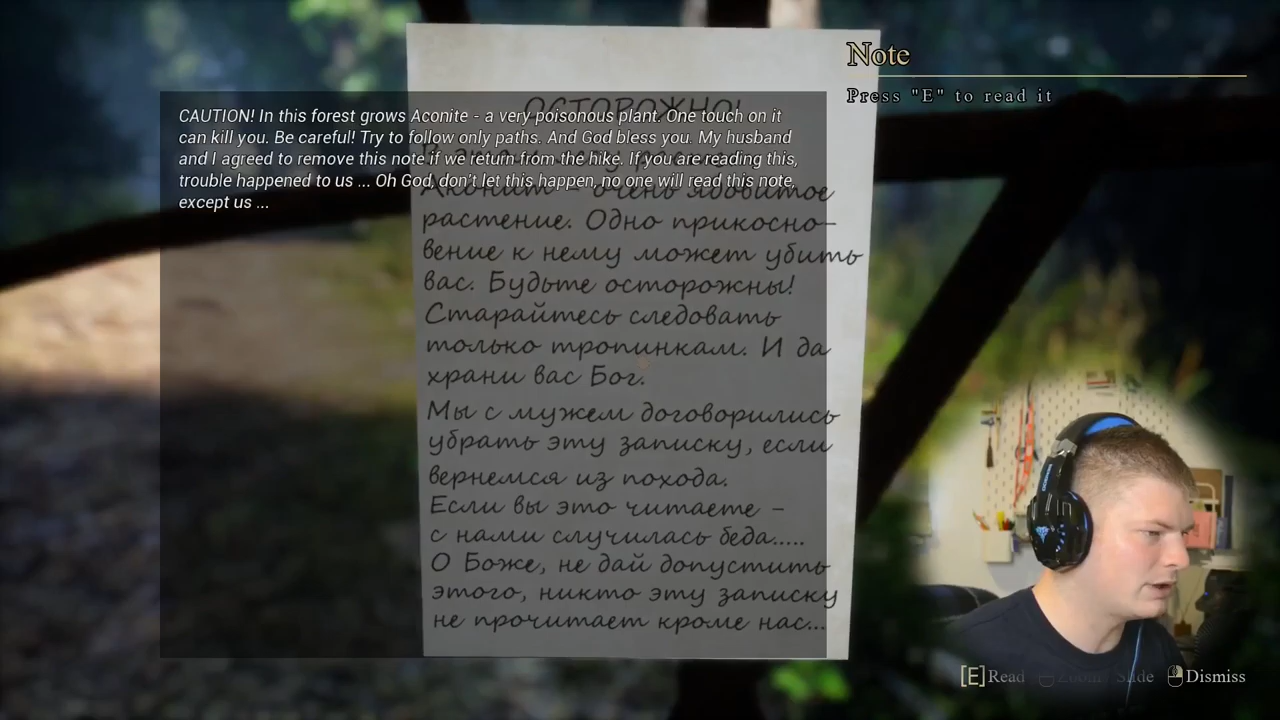 Note
Press "E" to read it
CAUTION! In this forest grows Aconite - a very poisonous plant. One touch on it
can kill you. Be careful! Try to follow only paths. And God bless you. My husband
and I agreed to remove this note if we return from the hike. If you are reading this,
trouble happened to us ... Oh God, don't let this happen, no one will read this note,
except us ...
ОСТОРОЖНО!
Аконит - очень ядовитое
растение. Одно прикосно-
вение к нему может убить
вас. Будьте осторожны!
Старайтесь следовать
только тропинкам. И да
храни вас Бог.
Мы с мужем договорились
убрать эту записку, если
вернемся из похода.
Если вы это читаете -
с нами случилась беда.....
О Боже, не дай допустить
этого, никто эту записку
не прочитает кроме нас...
[E] Read Zoom Slide Dismiss